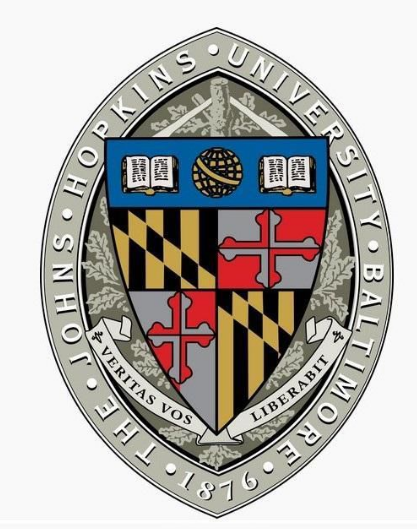 THE · JOHNS · HOPKINS · UNIVERSITY · BALTIMORE
VERITAS VOS LIBERABIT
· 1876 ·